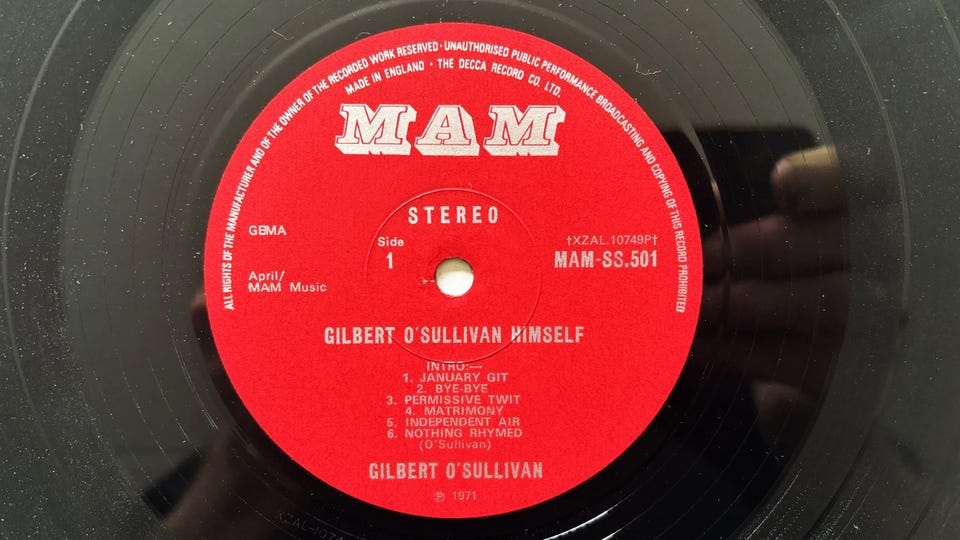 ALL RIGHTS OF THE MANUFACTURER AND OF THE OWNER OF THE RECORDED WORK RESERVED · UNAUTHORISED PUBLIC PERFORMANCE BROADCASTING AND COPYING OF THIS RECORD PROHIBITED
MADE IN ENGLAND · THE DECCA RECORD CO. LTD.
MAM
STEREO
GEMA
Side
1
†XZAL.10749P†
MAM-SS.501
April/
MAM Music
GILBERT O'SULLIVAN HIMSELF
INTRO:—
1. JANUARY GIT
2. BYE-BYE
3. PERMISSIVE TWIT
4. MATRIMONY
5. INDEPENDENT AIR
6. NOTHING RHYMED
(O'Sullivan)
GILBERT O'SULLIVAN
℗ 1971